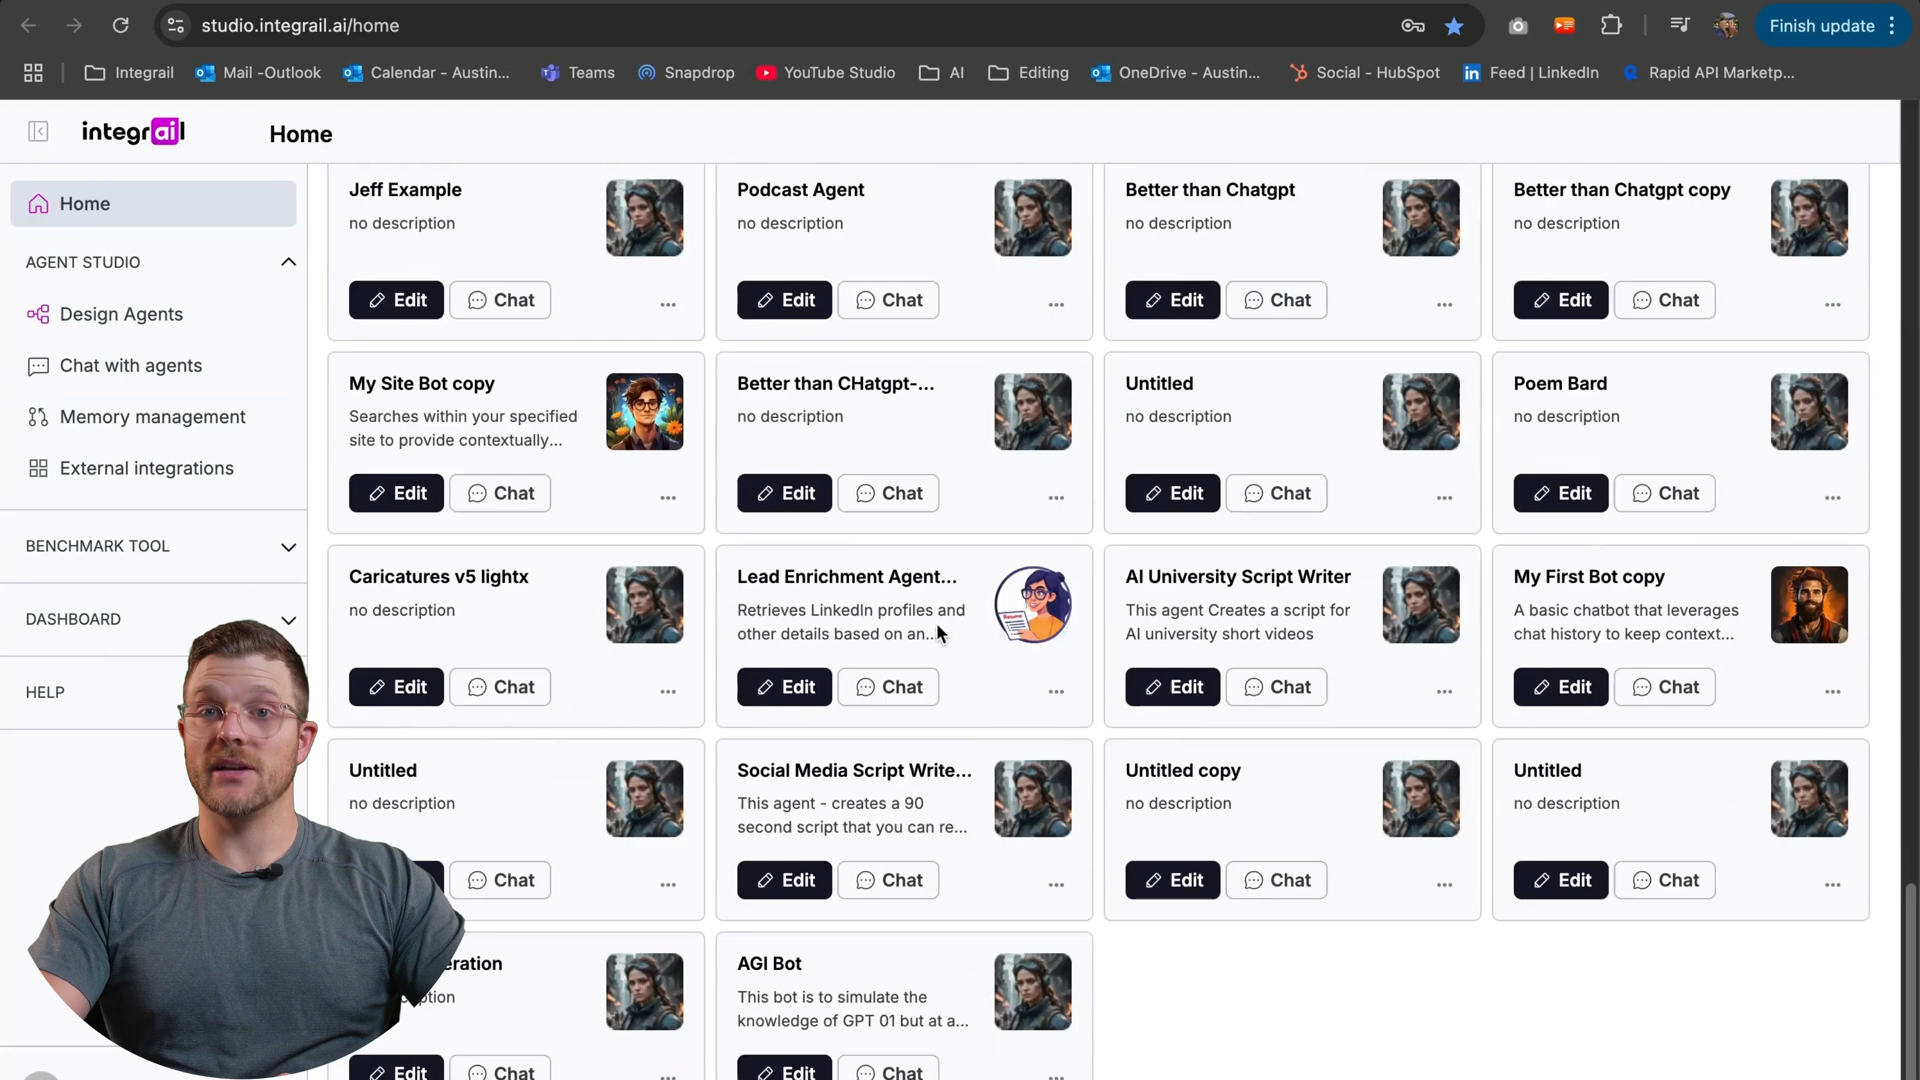 studio.integrail.ai/home
Finish update
Integrail
Mail -Outlook
Calendar - Austin...
Teams
Snapdrop
YouTube Studio
AI
Editing
OneDrive - Austin,...
Social - HubSpot
Feed | LinkedIn
Rapid API Marketp...
integrail
Home
Home
AGENT STUDIO
Design Agents
Chat with agents
Memory management
External integrations
BENCHMARK TOOL
DASHBOARD
HELP
Jeff Example
no description
Edit
Chat
Podcast Agent
no description
Edit
Chat
Better than Chatgpt
no description
Edit
Chat
Better than Chatgpt copy
no description
Edit
Chat
My Site Bot copy
Searches within your specified
site to provide contextually...
Edit
Chat
Better than CHatgpt-...
no description
Edit
Chat
Untitled
no description
Edit
Chat
Poem Bard
no description
Edit
Chat
Caricatures v5 lightx
no description
Edit
Chat
Lead Enrichment Agent...
Retrieves LinkedIn profiles and
other details based on an...
Edit
Chat
AI University Script Writer
This agent Creates a script for
AI university short videos
Edit
Chat
My First Bot copy
A basic chatbot that leverages
chat history to keep context...
Edit
Chat
Untitled
no description
Chat
Social Media Script Write...
This agent - creates a 90
second script that you can re...
Edit
Chat
Untitled copy
no description
Edit
Chat
Untitled
no description
Edit
Chat
eration
ption
Edit
Chat
AGI Bot
This bot is to simulate the
knowledge of GPT 01 but at a...
Edit
Chat